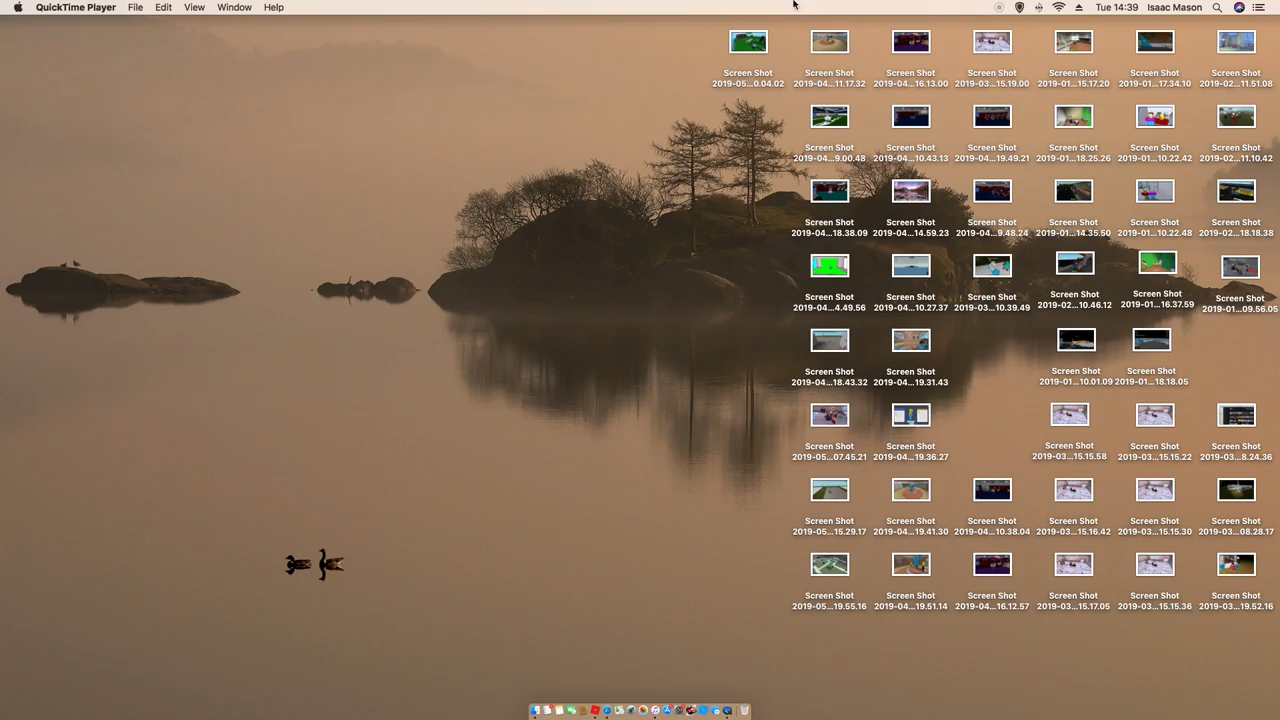 QuickTime Player File Edit View Window Help Tue 14:39 Isaac Mason
Screen Shot Screen Shot Screen Shot Screen Shot Screen Shot Screen Shot Screen Shot
2019-05...0.04.02 2019-04...11.17.32 2019-04...16.13.00 2019-03...15.19.00 2019-01...15.17.20 2019-01...17.34.10 2019-02...11.51.08
Screen Shot Screen Shot Screen Shot Screen Shot Screen Shot Screen Shot
2019-04...9.00.48 2019-04...10.43.13 2019-04...19.49.21 2019-01...18.25.26 2019-01...10.22.42 2019-02...11.10.42
Screen Shot Screen Shot Screen Shot Screen Shot Screen Shot Screen Shot
2019-04...18.38.09 2019-04...14.59.23 2019-04...9.48.24 2019-01...14.35.50 2019-01...10.22.48 2019-02...18.18.38
Screen Shot Screen Shot Screen Shot Screen Shot Screen Shot Screen Shot
2019-04...4.49.56 2019-04...10.27.37 2019-03...10.39.49 2019-02...10.46.12 2019-01...16.37.59 2019-01...09.56.05
Screen Shot Screen Shot Screen Shot Screen Shot
2019-04...18.43.32 2019-04...19.31.43 2019-01...10.01.09 2019-01...18.18.05
Screen Shot Screen Shot Screen Shot Screen Shot Screen Shot
2019-05...07.45.21 2019-04...19.36.27 2019-03...15.15.58 2019-03...15.15.22 2019-03...8.24.36
Screen Shot Screen Shot Screen Shot Screen Shot Screen Shot Screen Shot
2019-05...15.29.17 2019-04...19.41.30 2019-04...10.38.04 2019-03...15.16.42 2019-03...15.15.30 2019-03...08.28.17
Screen Shot Screen Shot Screen Shot Screen Shot Screen Shot Screen Shot
2019-05...19.55.16 2019-04...19.51.14 2019-04...16.12.57 2019-03...15.17.05 2019-03...15.15.36 2019-03...19.52.16